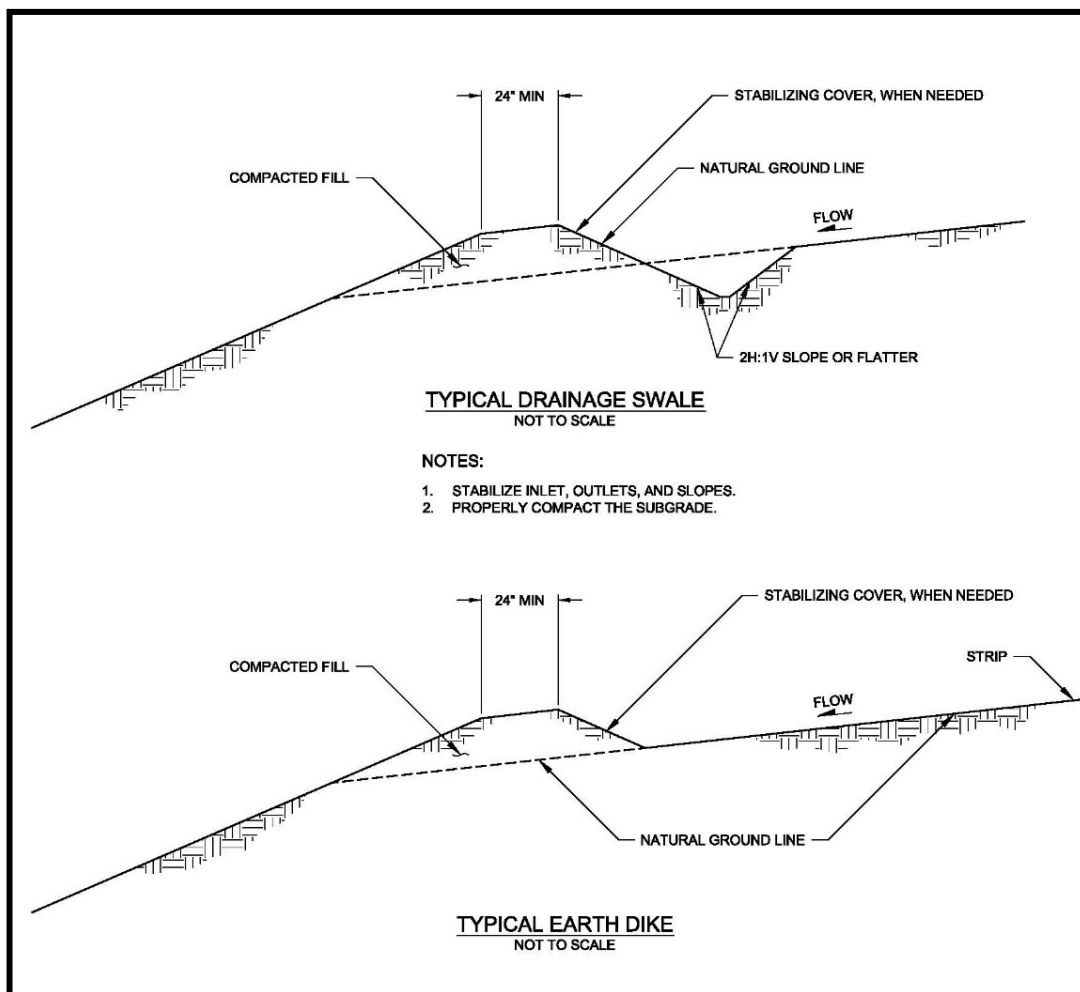 24" MIN
STABILIZING COVER, WHEN NEEDED
COMPACTED FILL
NATURAL GROUND LINE
FLOW
2H:1V SLOPE OR FLATTER
TYPICAL DRAINAGE SWALE
NOT TO SCALE
NOTES:
1. STABILIZE INLET, OUTLETS, AND SLOPES.
2. PROPERLY COMPACT THE SUBGRADE.
24" MIN
STABILIZING COVER, WHEN NEEDED
COMPACTED FILL
STRIP
FLOW
NATURAL GROUND LINE
TYPICAL EARTH DIKE
NOT TO SCALE